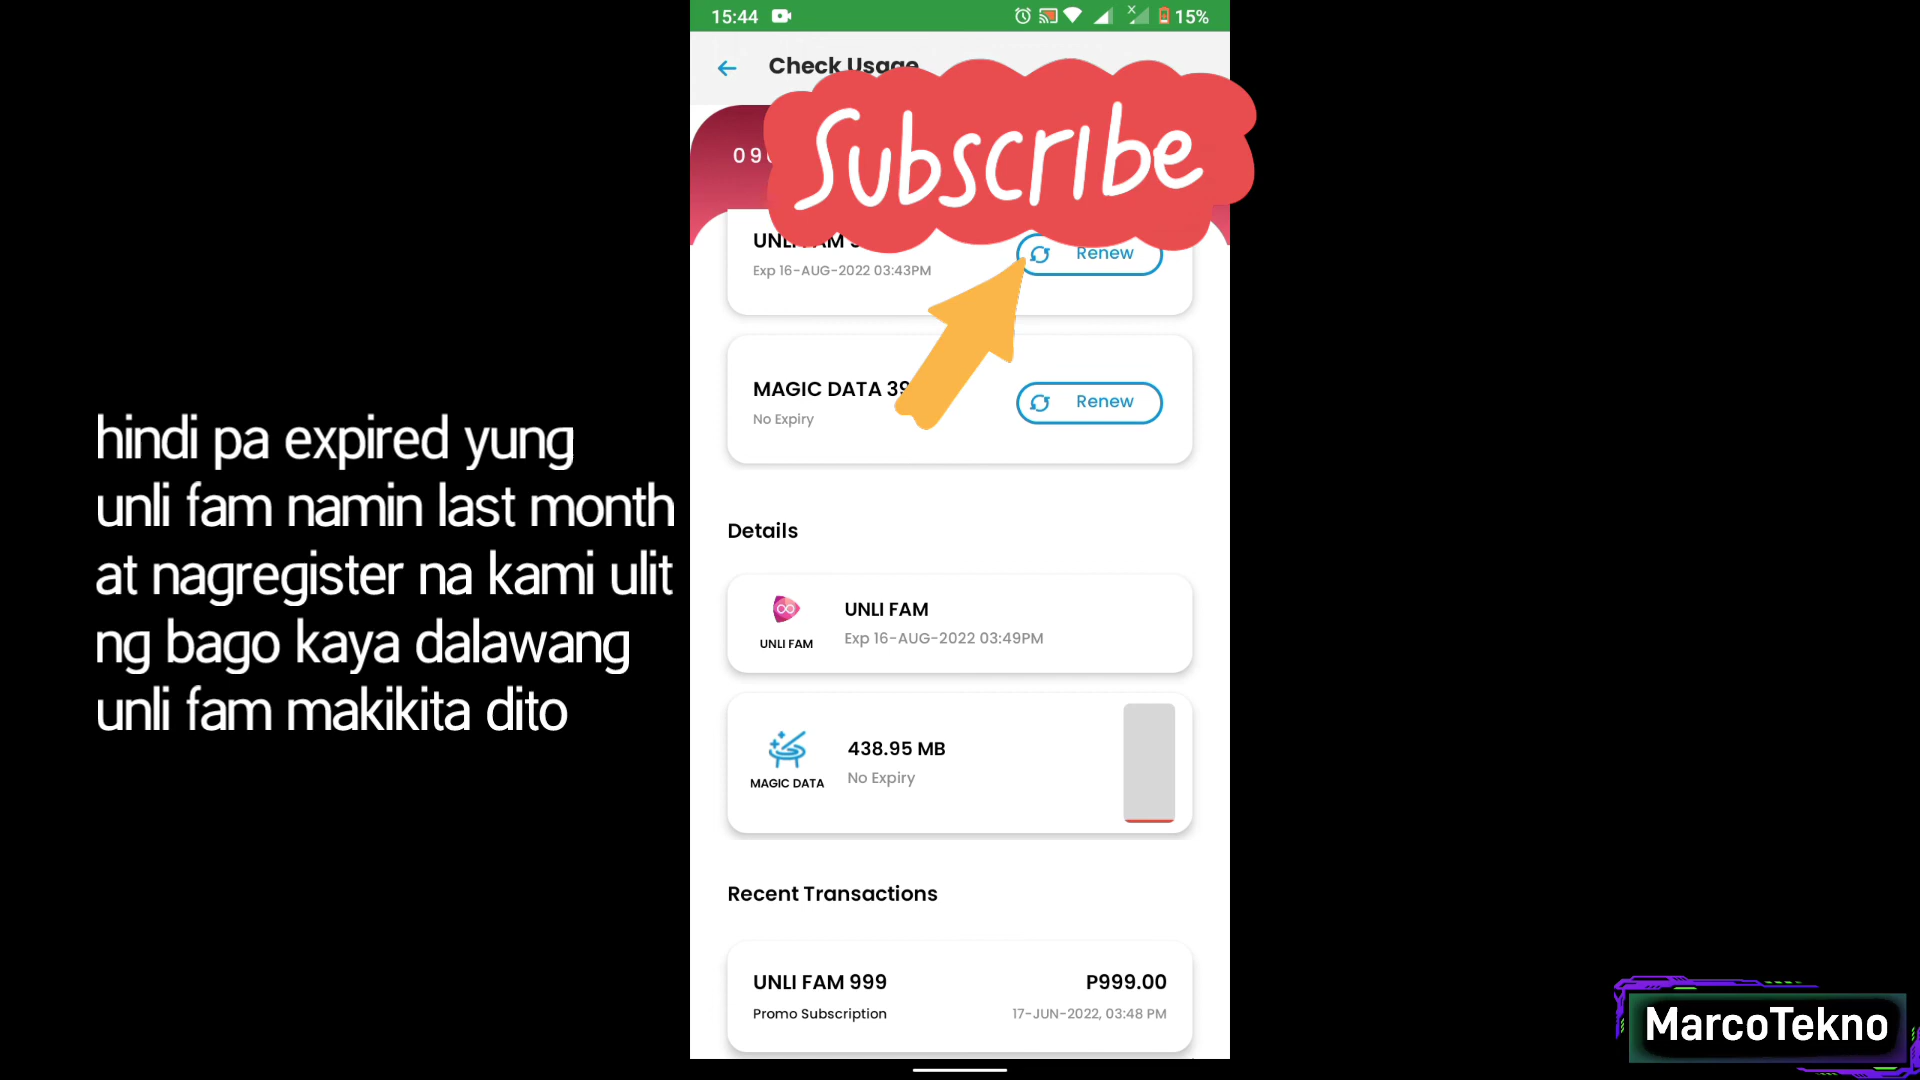 15:44
15%
Check Usage
Subscribe
09
UNLI FAM
Renew
Exp 16-AUG-2022 03:43PM
MAGIC DATA 39
Renew
No Expiry
hindi pa expired yung
unli fam namin last month
at nagregister na kami ulit
ng bago kaya dalawang
unli fam makikita dito
Details
UNLI FAM
UNLI FAM
Exp 16-AUG-2022 03:49PM
438.95 MB
MAGIC DATA
No Expiry
Recent Transactions
UNLI FAM 999
P999.00
Promo Subscription
17-JUN-2022, 03:48 PM
MarcoTekno